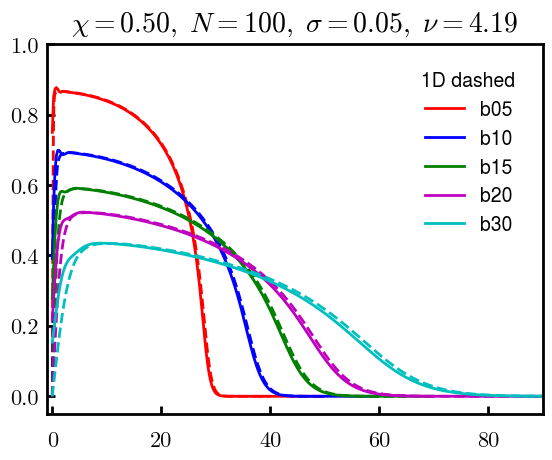 χ = 0.50, N = 100, σ = 0.05, ν = 4.19
1.0
0.8
0.6
0.4
0.2
0.0
1D dashed
b05
b10
b15
b20
b30
0 20 40 60 80